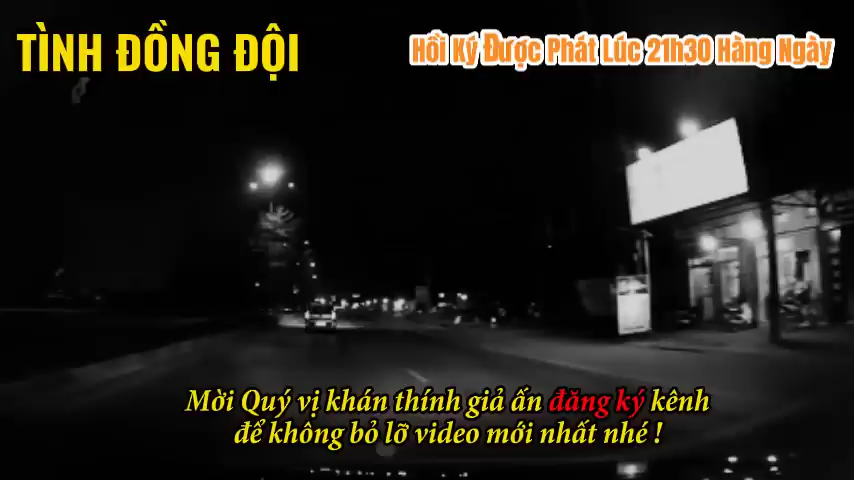 TÌNH ĐỒNG ĐỘI
Hồi Ký Được Phát Lúc 21h30 Hàng Ngày
Mời Quý vị khán thính giả ấn đăng ký kênh
để không bỏ lỡ video mới nhất nhé !